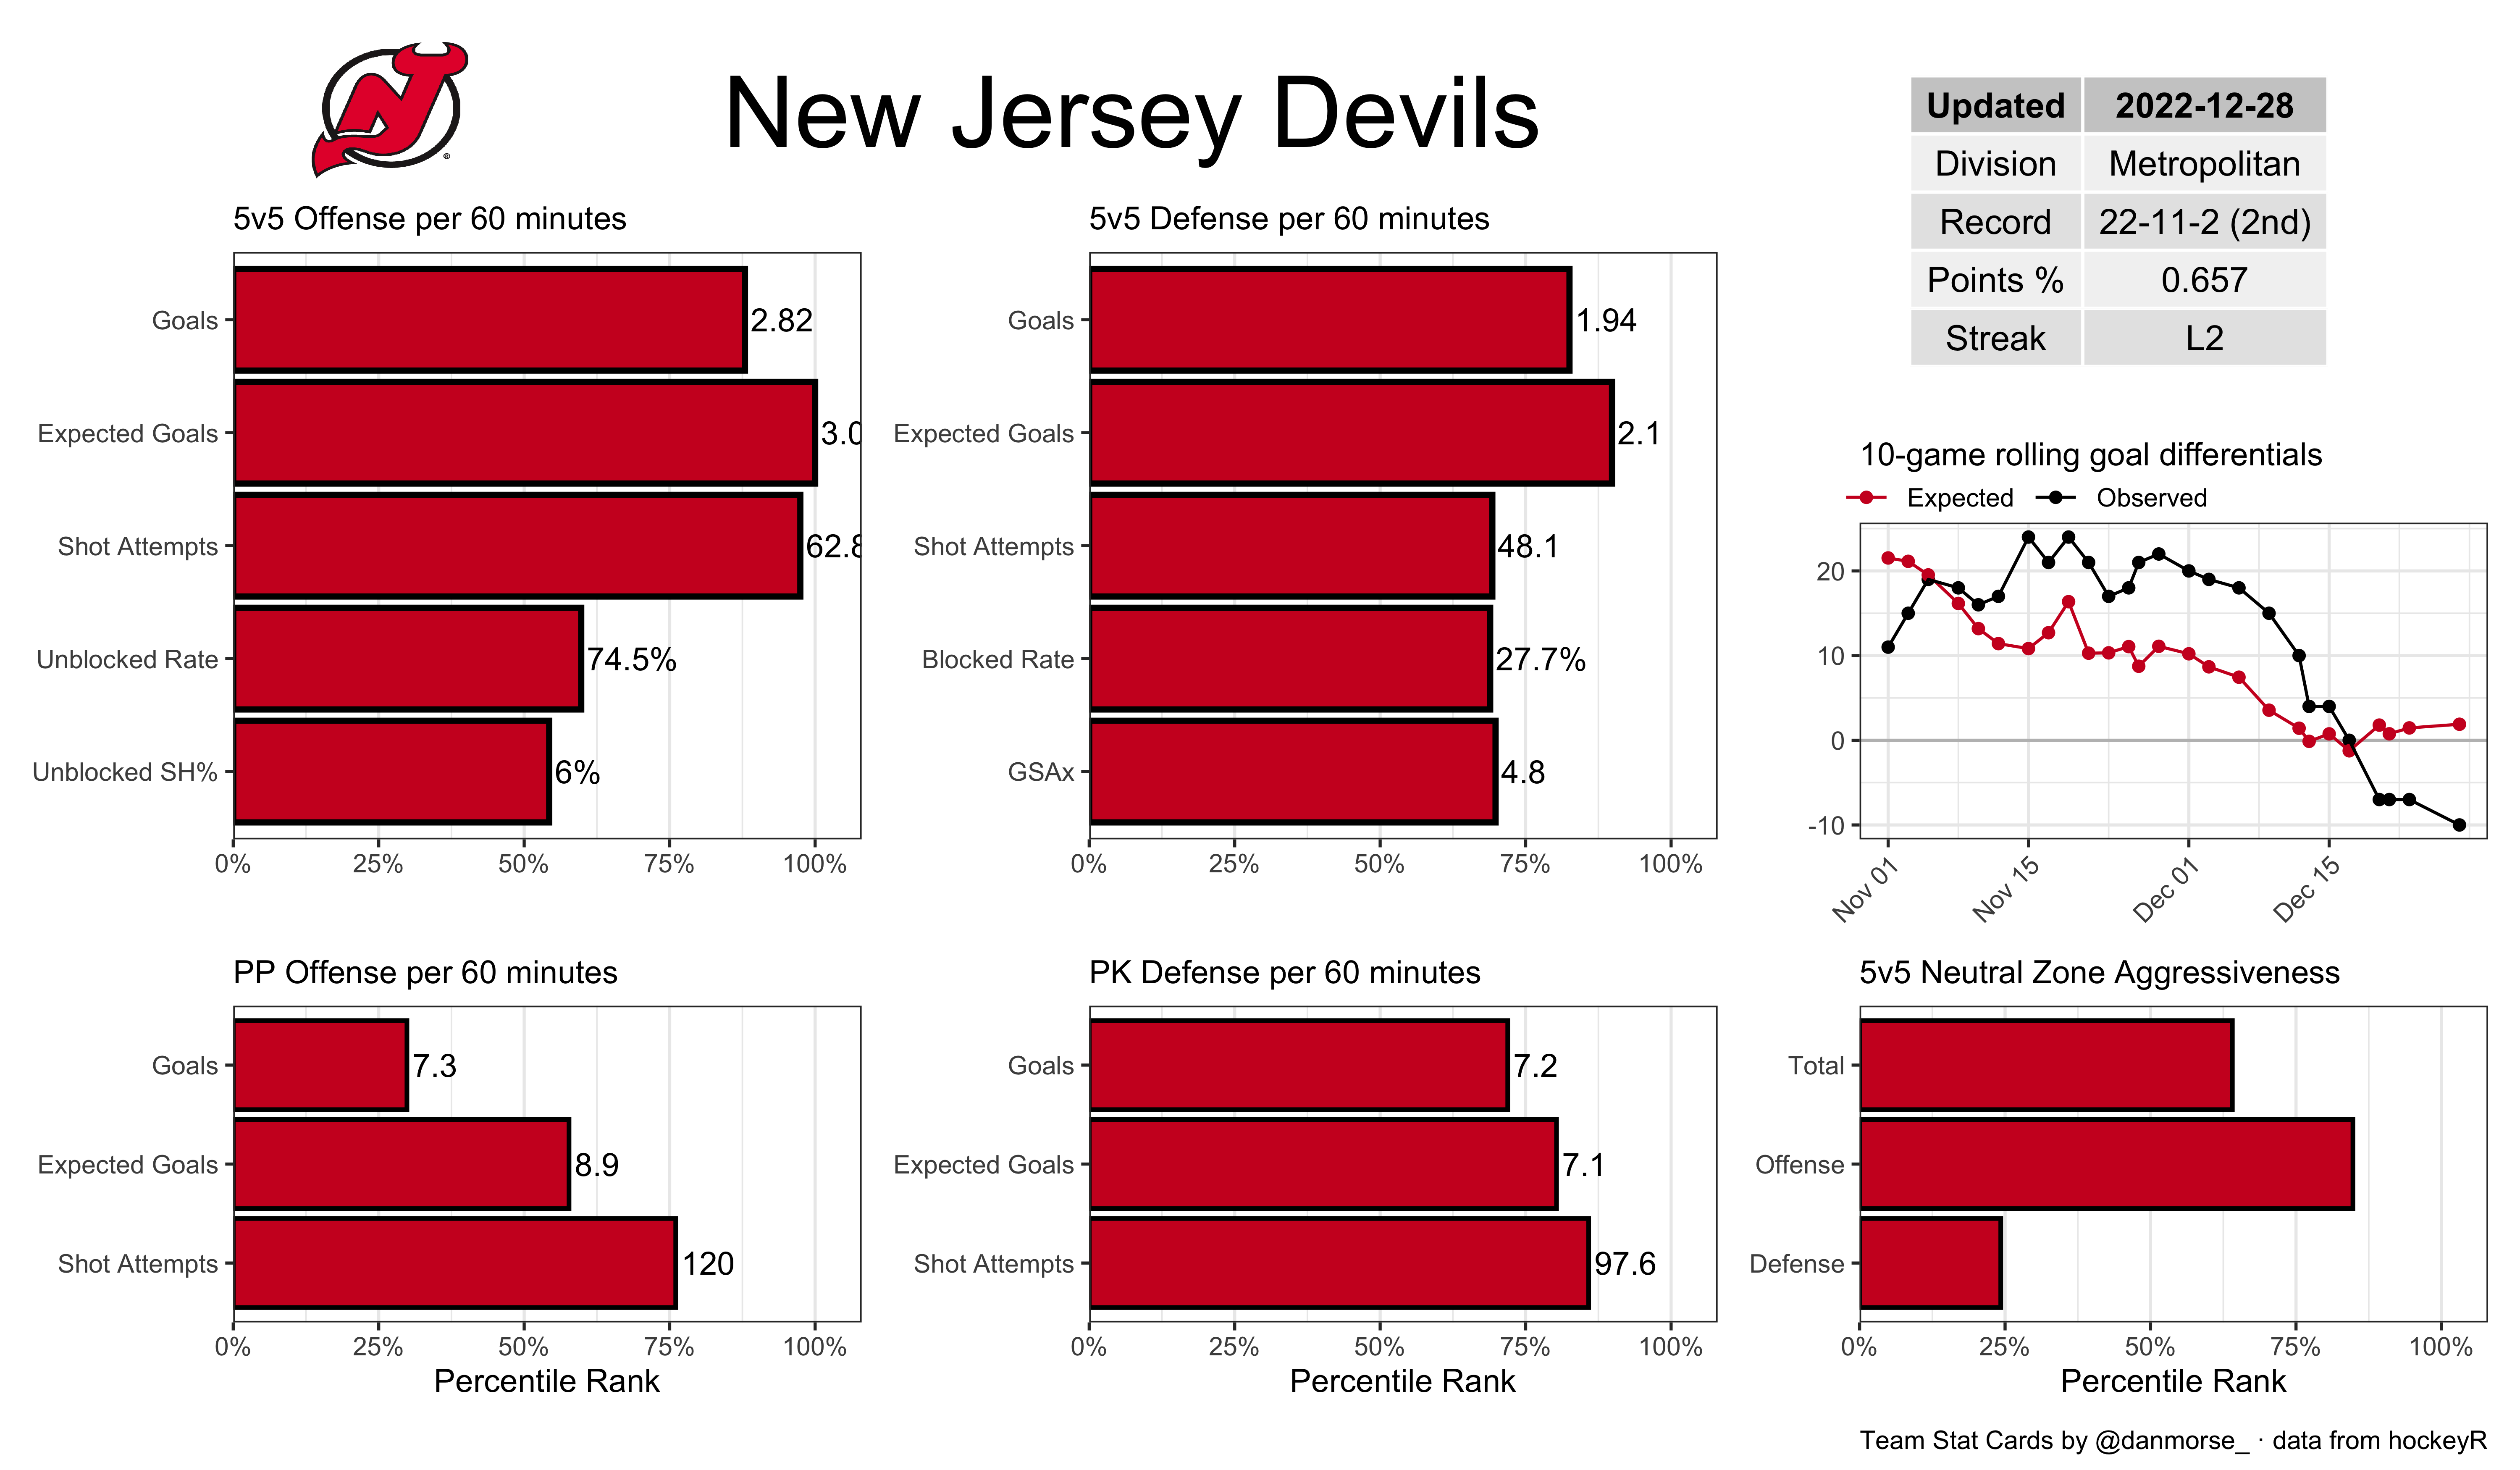 New Jersey Devils
Updated 2022-12-28
Division Metropolitan
Record 22-11-2 (2nd)
Points % 0.657
Streak L2
5v5 Offense per 60 minutes
Goals 2.82
Expected Goals
Shot Attempts
Unblocked Rate 74.5%
Unblocked SH% 6%
0% 25% 50% 75% 100%
5v5 Defense per 60 minutes
Goals 1.94
Expected Goals 2.1
Shot Attempts 48.1
Blocked Rate 27.7%
GSAx 4.8
0% 25% 50% 75% 100%
10-game rolling goal differentials
Expected Observed
20
10
0
-10
Nov 01 Nov 15 Dec 01 Dec 15
PP Offense per 60 minutes
Goals 7.3
Expected Goals 8.9
Shot Attempts 120
0% 25% 50% 75% 100%
Percentile Rank
PK Defense per 60 minutes
Goals 7.2
Expected Goals 7.1
Shot Attempts 97.6
0% 25% 50% 75% 100%
Percentile Rank
5v5 Neutral Zone Aggressiveness
Total
Offense
Defense
0% 25% 50% 75% 100%
Percentile Rank
Team Stat Cards by @danmorse_ · data from hockeyR